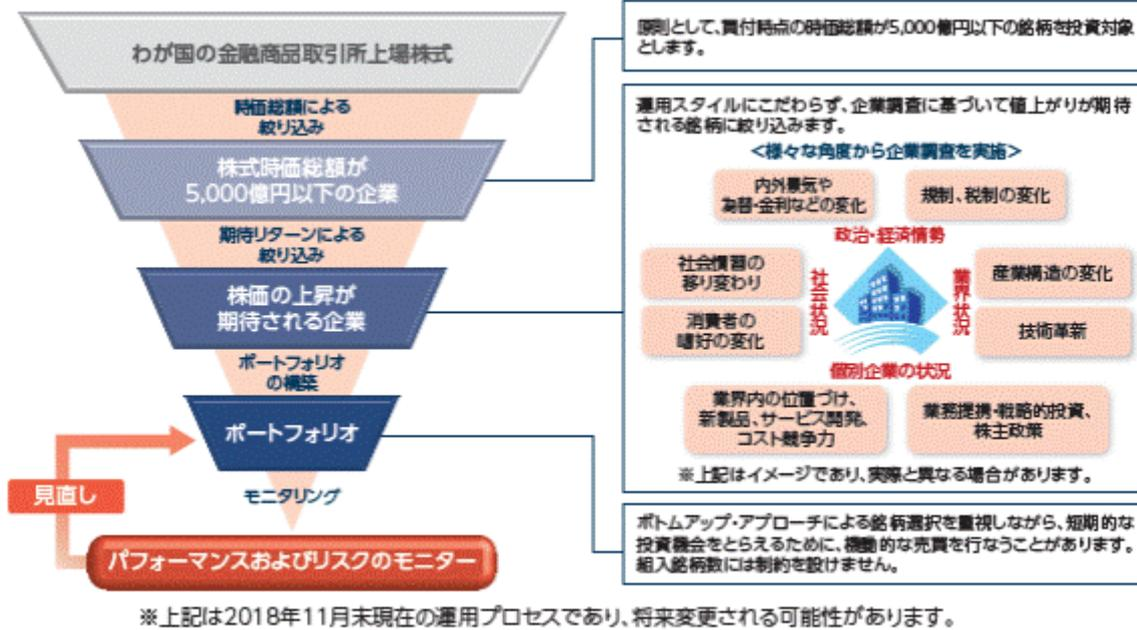 わが国の金融商品取引所上場株式
時価総額による
絞り込み
株式時価総額が
5,000億円以下の企業
期待リターンによる
絞り込み
株価の上昇が
期待される企業
ポートフォリオ
の構築
ポートフォリオ
見直し
モニタリング
パフォーマンスおよびリスクのモニター
原則として、買付時点の時価総額が5,000億円以下の銘柄を投資対象
とします。
運用スタイルにこだわらず、企業調査に基づいて値上がりが期待
される銘柄に絞り込みます。
<様々な角度から企業調査を実施>
内外景気や
為替・金利などの変化
規制、税制の変化
政治・経済情勢
社会慣習の
移り変わり
消費者の
嗜好の変化
社会状況
業界状況
産業構造の変化
技術革新
個別企業の状況
業界内の位置づけ、
新製品、サービス開発、
コスト競争力
業務提携・戦略的投資、
株主政策
※上記はイメージであり、実際と異なる場合があります。
ボトムアップ・アプローチによる銘柄選択を重視しながら、短期的な
投資機会をとらえるために、機動的な売買を行なうことがあります。
組入銘柄数には制約を設けません。
※上記は2018年11月末現在の運用プロセスであり、将来変更される可能性があります。